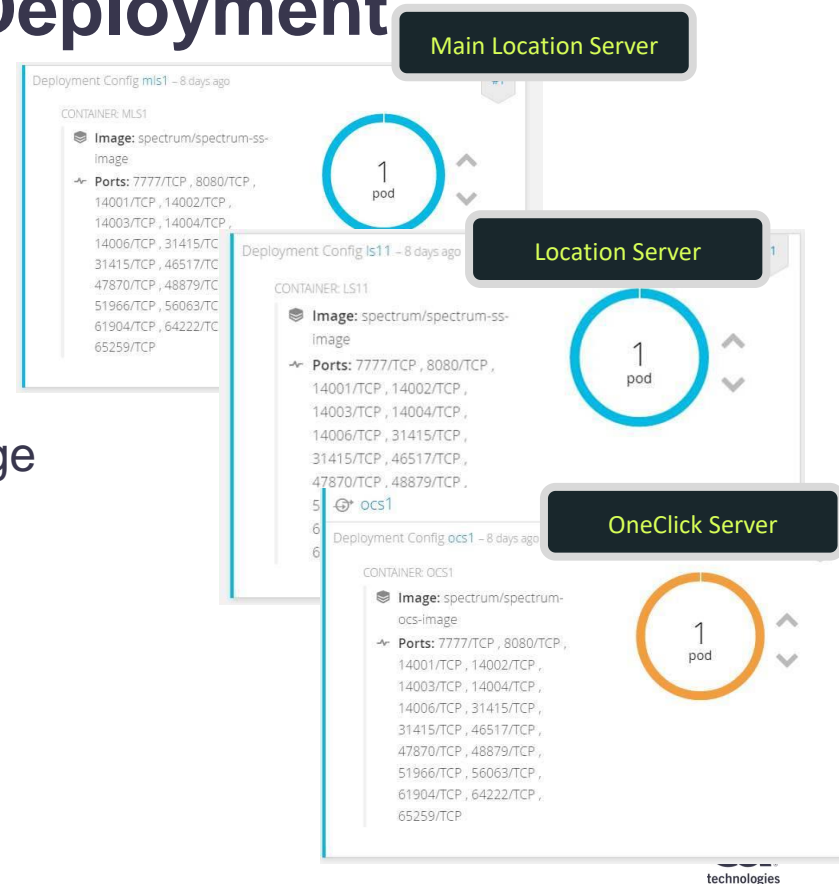 Deployment
Main Location Server
Deployment Config mls1 – 8 days ago
#1
CONTAINER: MLS1
Image: spectrum/spectrum-ss-
image
Ports: 7777/TCP , 8080/TCP ,
14001/TCP , 14002/TCP ,
14003/TCP , 14004/TCP ,
14006/TCP , 31415/TC
31415/TCP , 46517/TC
47870/TCP , 48879/TC
51966/TCP , 56063/TC
61904/TCP , 64222/TC
65259/TCP
1
pod
Location Server
Deployment Config ls11 – 8 days ago
1
CONTAINER: LS11
Image: spectrum/spectrum-ss-
image
Ports: 7777/TCP , 8080/TCP ,
14001/TCP , 14002/TCP ,
14003/TCP , 14004/TCP ,
14006/TCP , 31415/TCP ,
31415/TCP , 46517/TCP ,
47870/TCP , 48879/TCP ,
5
6
6
1
pod
ge
OneClick Server
ocs1
Deployment Config ocs1 – 8 days ago
CONTAINER: OCS1
Image: spectrum/spectrum-
ocs-image
Ports: 7777/TCP , 8080/TCP ,
14001/TCP , 14002/TCP ,
14003/TCP , 14004/TCP ,
14006/TCP , 31415/TCP ,
31415/TCP , 46517/TCP ,
47870/TCP , 48879/TCP ,
51966/TCP , 56063/TCP ,
61904/TCP , 64222/TCP ,
65259/TCP
1
pod
technologies